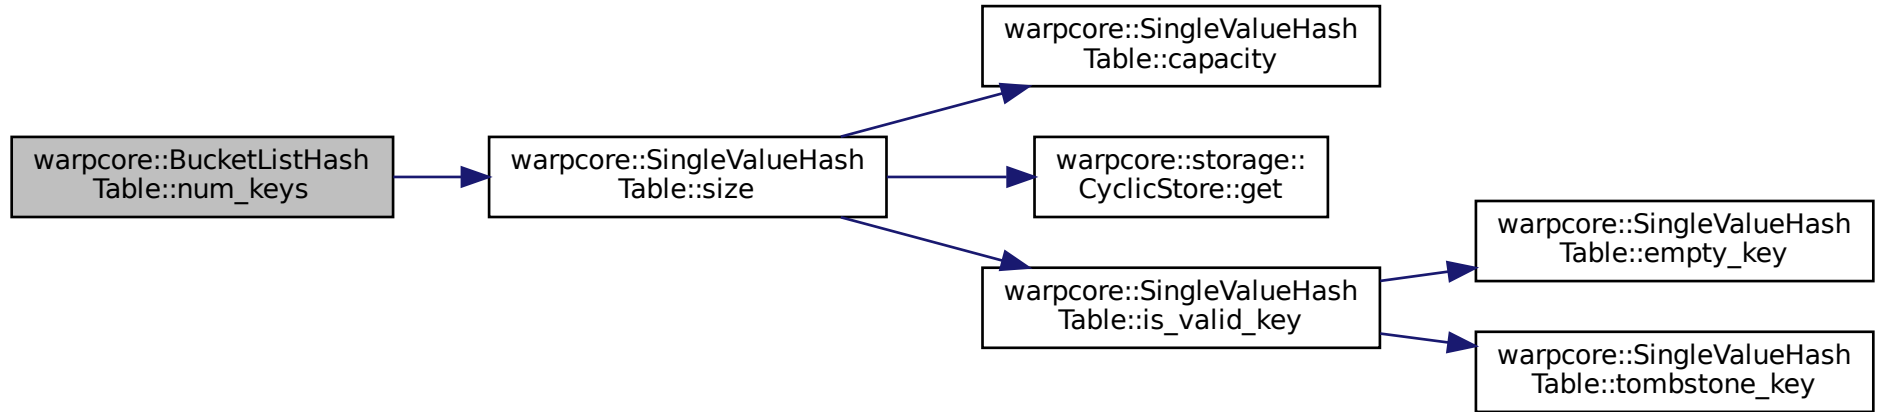 warpcore::BucketListHash
Table::num_keys
warpcore::SingleValueHash
Table::size
warpcore::SingleValueHash
Table::capacity
warpcore::storage::
CyclicStore::get
warpcore::SingleValueHash
Table::is_valid_key
warpcore::SingleValueHash
Table::empty_key
warpcore::SingleValueHash
Table::tombstone_key